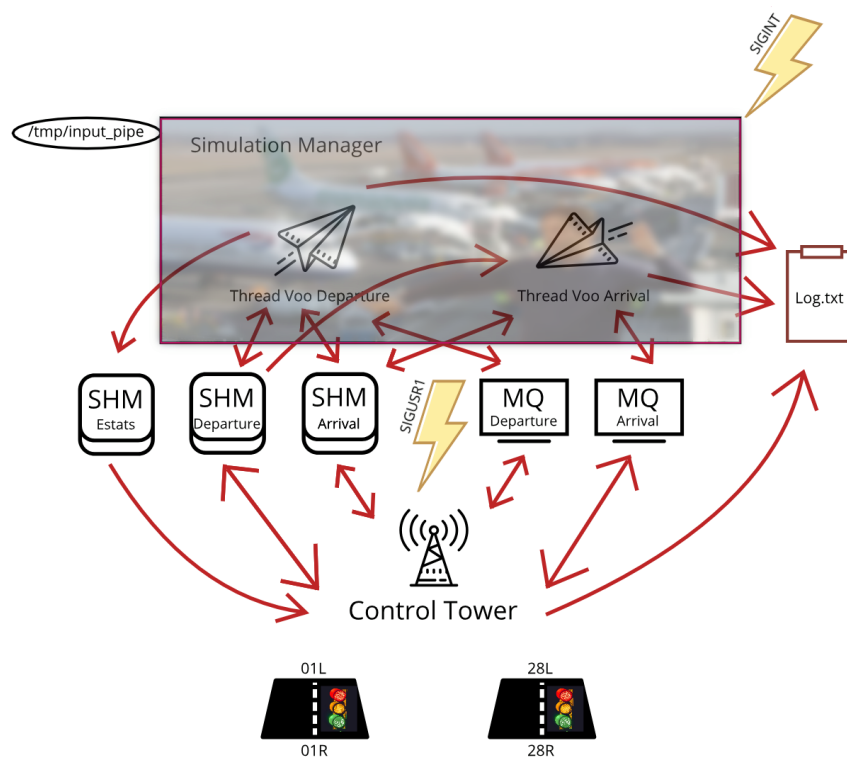 SIGINT
/tmp/input_pipe
Simulation Manager
Thread Voo Departure
Thread Voo Arrival
Log.txt
SHM
Estats
SHM
Departure
SHM
Arrival
SIGUSR1
MQ
Departure
MQ
Arrival
Control Tower
01L
28L
01R
28R